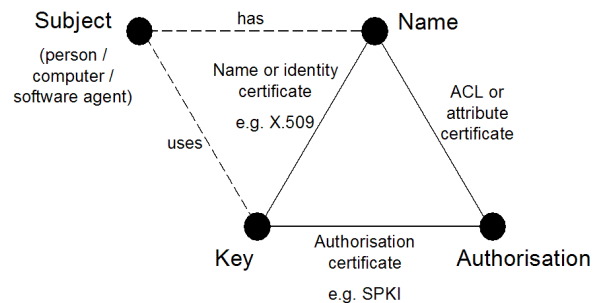 Subject
has
Name
(person /
computer /
software agent)
Name or identity
certificate
e.g. X.509
ACL or
attribute
certificate
uses
Key
Authorisation
certificate
e.g. SPKI
Authorisation